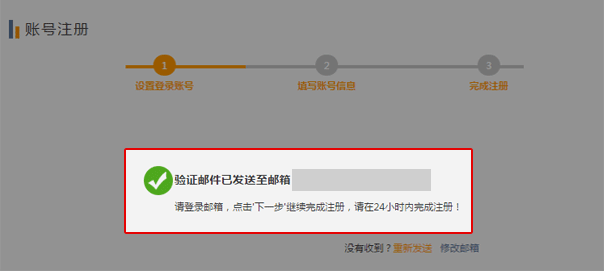 账号注册
1 2 3
设置登录账号 填写账号信息 完成注册
验证邮件已发送至邮箱
请登录邮箱，点击'下一步'继续完成注册，请在24小时内完成注册！
没有收到？重新发送 修改邮箱